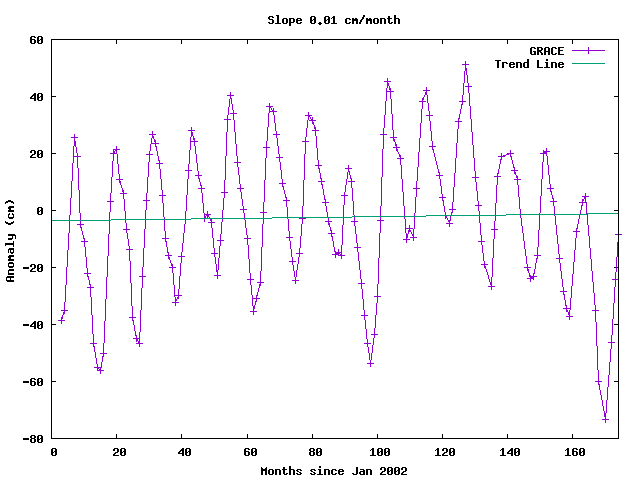 Slope 0.01 cm/month
GRACE
Trend Line
60
40
20
0
-20
-40
-60
-80
Anomaly (cm)
0 20 40 60 80 100 120 140 160
Months since Jan 2002